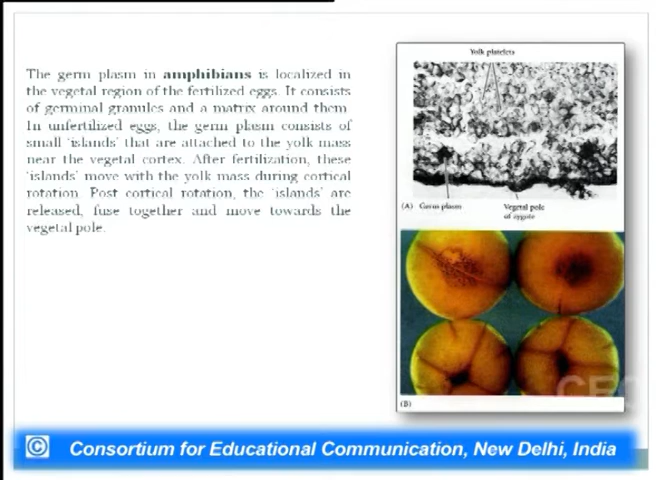 The germ plasm in amphibians is localized in
the vegetal region of the fertilized eggs. It consists
of germinal granules and a matrix around them.
In unfertilized eggs, the germ plasm consists of
small 'islands' that are attached to the yolk mass
near the vegetal cortex. After fertilization, these
'islands' move with the yolk mass during cortical
rotation. Post cortical rotation, the 'islands' are
released, fuse together and move towards the
vegetal pole.
Yolk platelets
(A) Germ plasm
Vegetal pole
of zygote
(B)
© Consortium for Educational Communication, New Delhi, India